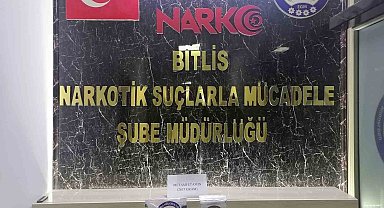 NARKO
BİTLİS
NARKOTİK SUÇLARLA MÜCADELE
ŞUBE MÜDÜRLÜĞÜ